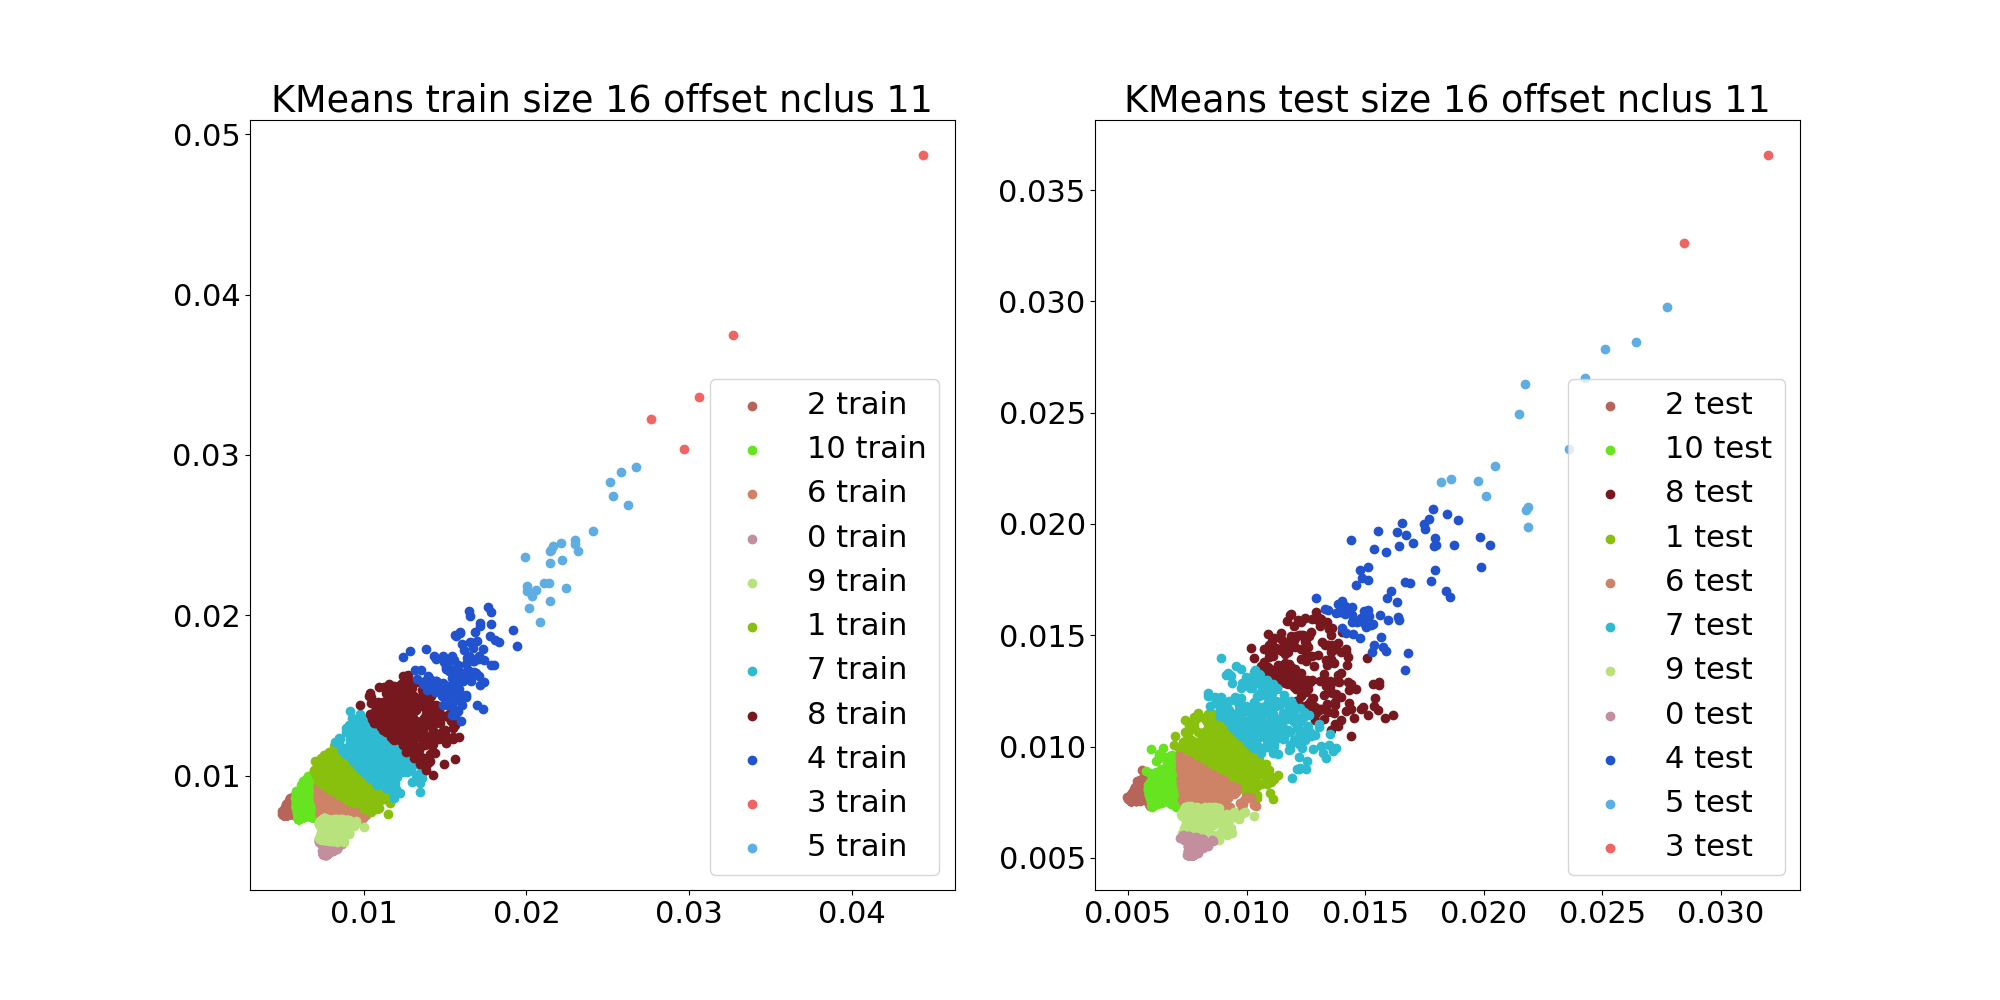 KMeans train size 16 offset nclus 11
0.05
0.04
0.03
0.02
0.01
0.01 0.02 0.03 0.04
2 train
10 train
6 train
0 train
9 train
1 train
7 train
8 train
4 train
3 train
5 train
KMeans test size 16 offset nclus 11
0.035
0.030
0.025
0.020
0.015
0.010
0.005
0.005 0.010 0.015 0.020 0.025 0.030
2 test
10 test
8 test
1 test
6 test
7 test
9 test
0 test
4 test
5 test
3 test